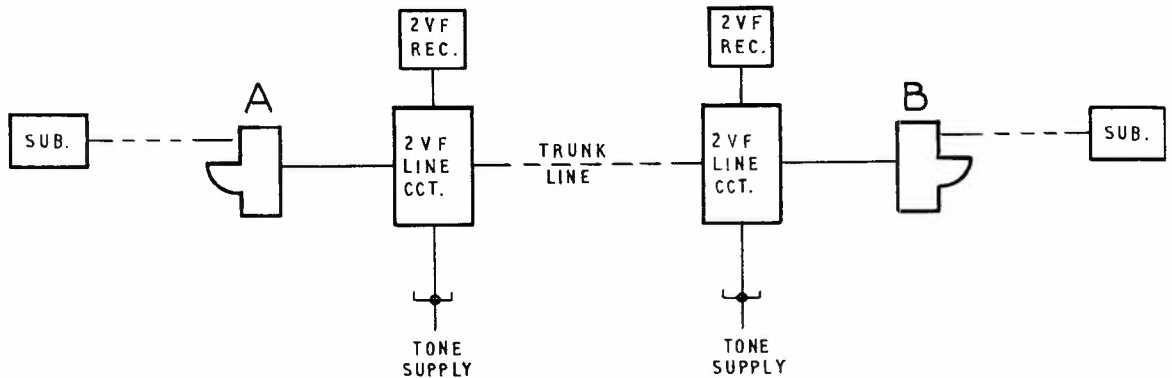 2VF
REC.
2VF
REC.
A
B
SUB.
2VF
LINE
CCT.
TRUNK
LINE
2VF
LINE
CCT.
SUB.
TONE
SUPPLY
TONE
SUPPLY